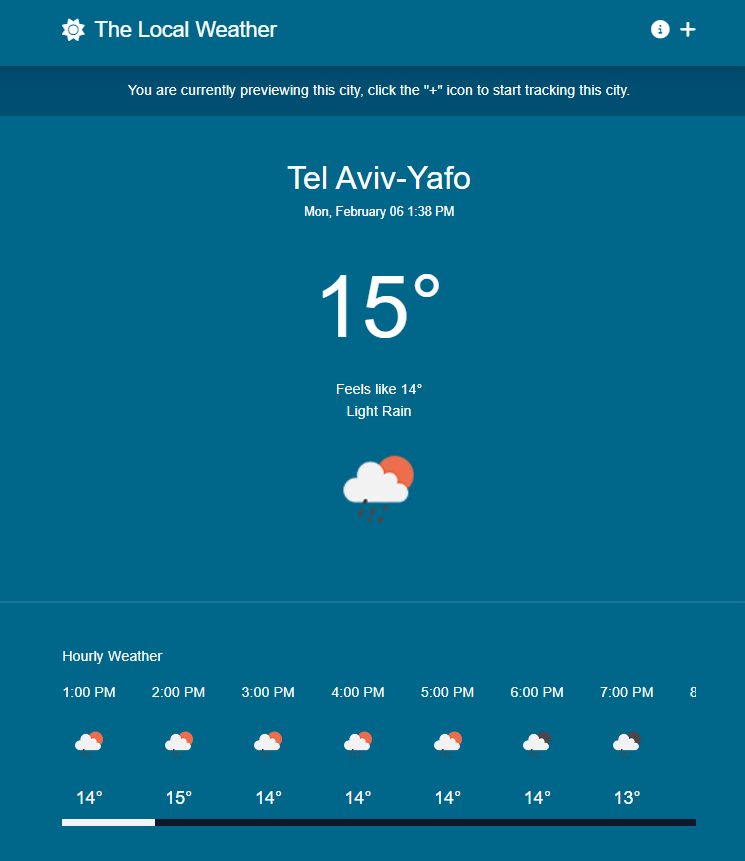 The Local Weather
You are currently previewing this city, click the "+" icon to start tracking this city.
Tel Aviv-Yafo
Mon, February 06 1:38 PM
15°
Feels like 14°
Light Rain
Hourly Weather
1:00 PM 2:00 PM 3:00 PM 4:00 PM 5:00 PM 6:00 PM 7:00 PM 8
14° 15° 14° 14° 14° 14° 13°